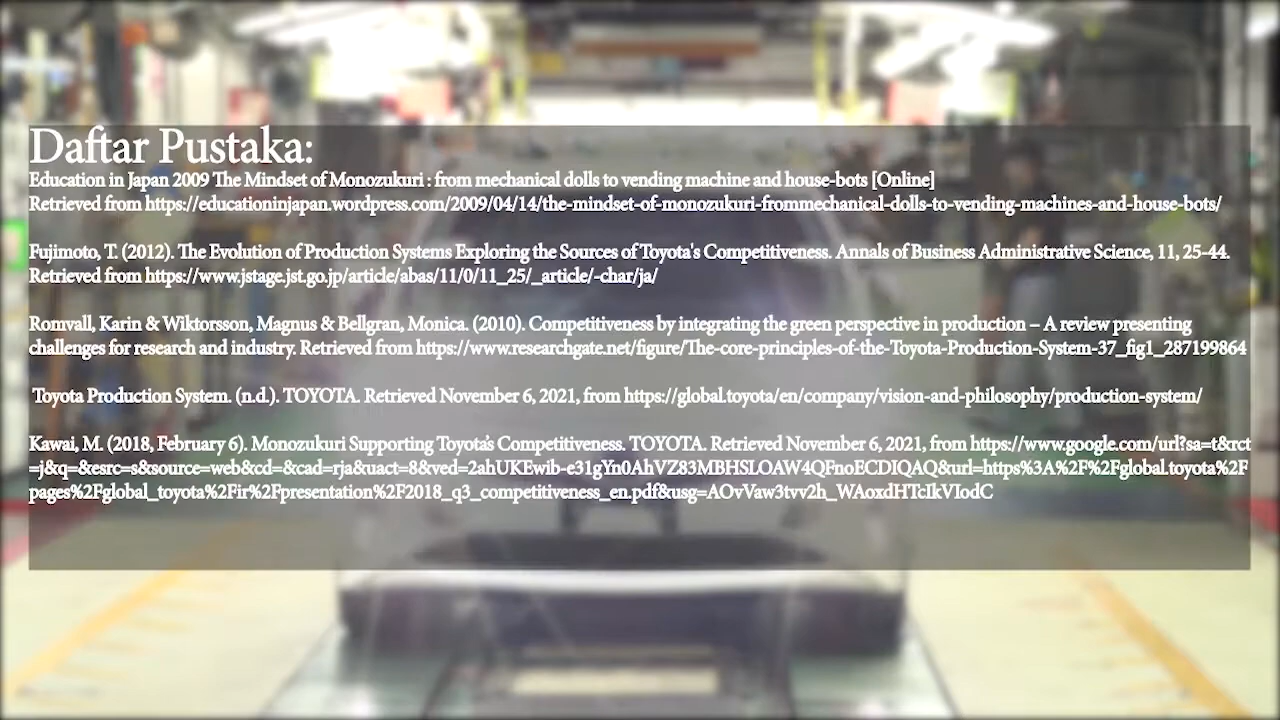 Daftar Pustaka:
Education in Japan 2009 The Mindset of Monozukuri : from mechanical dolls to vending machine and house-bots [Online]
Retrieved from https://educationinjapan.wordpress.com/2009/04/14/the-mindset-of-monozukuri-frommechanical-dolls-to-vending-machines-and-house-bots/
Fujimoto, T. (2012). The Evolution of Production Systems Exploring the Sources of Toyota's Competitiveness. Annals of Business Administrative Science, 11, 25-44.
Retrieved from https://www.jstage.jst.go.jp/article/abas/11/0/11_25/_article/-char/ja/
Romvall, Karin & Wiktorsson, Magnus & Bellgran, Monica. (2010). Competitiveness by integrating the green perspective in production – A review presenting
challenges for research and industry. Retrieved from https://www.researchgate.net/figure/The-core-principles-of-the-Toyota-Production-System-37_fig1_287199864
Toyota Production System. (n.d.). TOYOTA. Retrieved November 6, 2021, from https://global.toyota/en/company/vision-and-philosophy/production-system/
Kawai, M. (2018, February 6). Monozukuri Supporting Toyota's Competitiveness. TOYOTA. Retrieved November 6, 2021, from https://www.google.com/url?sa=t&rct
=j&q=&esrc=s&source=web&cd=&cad=rja&uact=8&ved=2ahUKEwib-e31gYn0AhVZ83MBHSLOAW4QFnoECDIQAQ&url=https%3A%2F%2Fglobal.toyota%2F
pages%2Fglobal_toyota%2Fir%2Fpresentation%2F2018_q3_competitiveness_en.pdf&usg=AOvVaw3tvv2h_WAoxdHTcIkVIodC